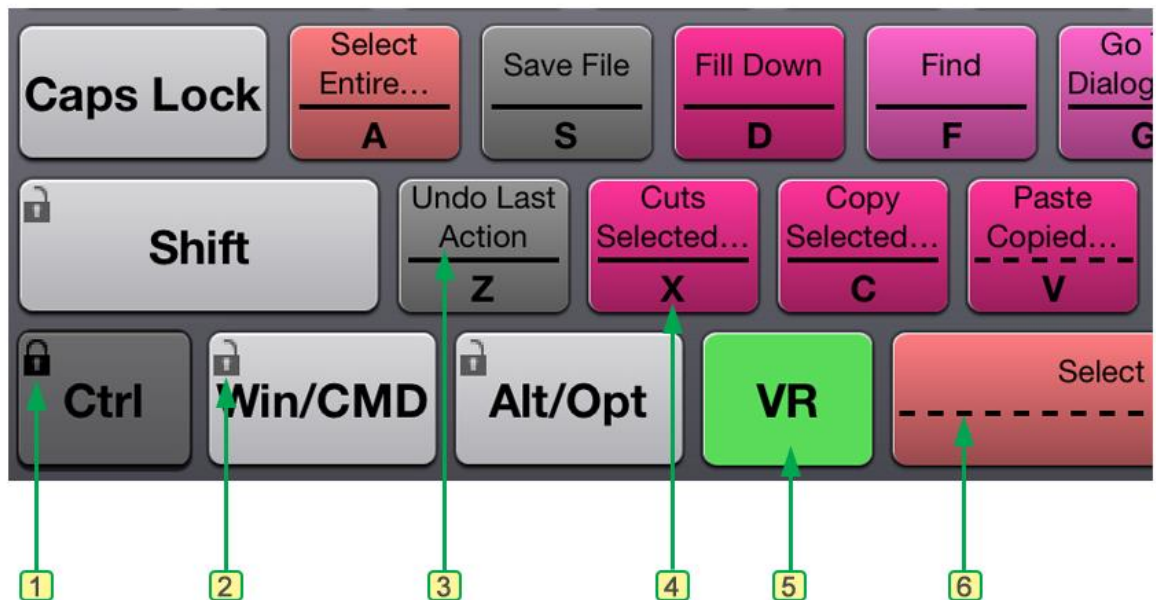 Caps Lock
Select
Entire...
A
Save File
S
Fill Down
D
Find
F
Go
Dialog
G
Shift
Undo Last
Action
Z
Cuts
Selected...
X
Copy
Selected...
C
Paste
Copied...
V
Ctrl
Win/CMD
Alt/Opt
VR
Select
1
2
3
4
5
6